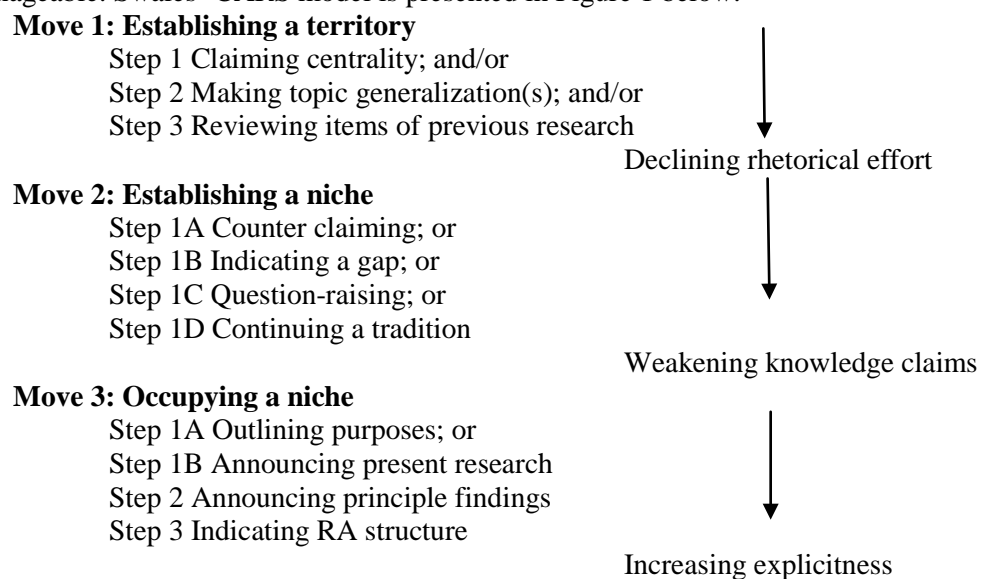 Move 1: Establishing a territory
Step 1 Claiming centrality; and/or
Step 2 Making topic generalization(s); and/or
Step 3 Reviewing items of previous research
Declining rhetorical effort
Move 2: Establishing a niche
Step 1A Counter claiming; or
Step 1B Indicating a gap; or
Step 1C Question-raising; or
Step 1D Continuing a tradition
Weakening knowledge claims
Move 3: Occupying a niche
Step 1A Outlining purposes; or
Step 1B Announcing present research
Step 2 Announcing principle findings
Step 3 Indicating RA structure
Increasing explicitness